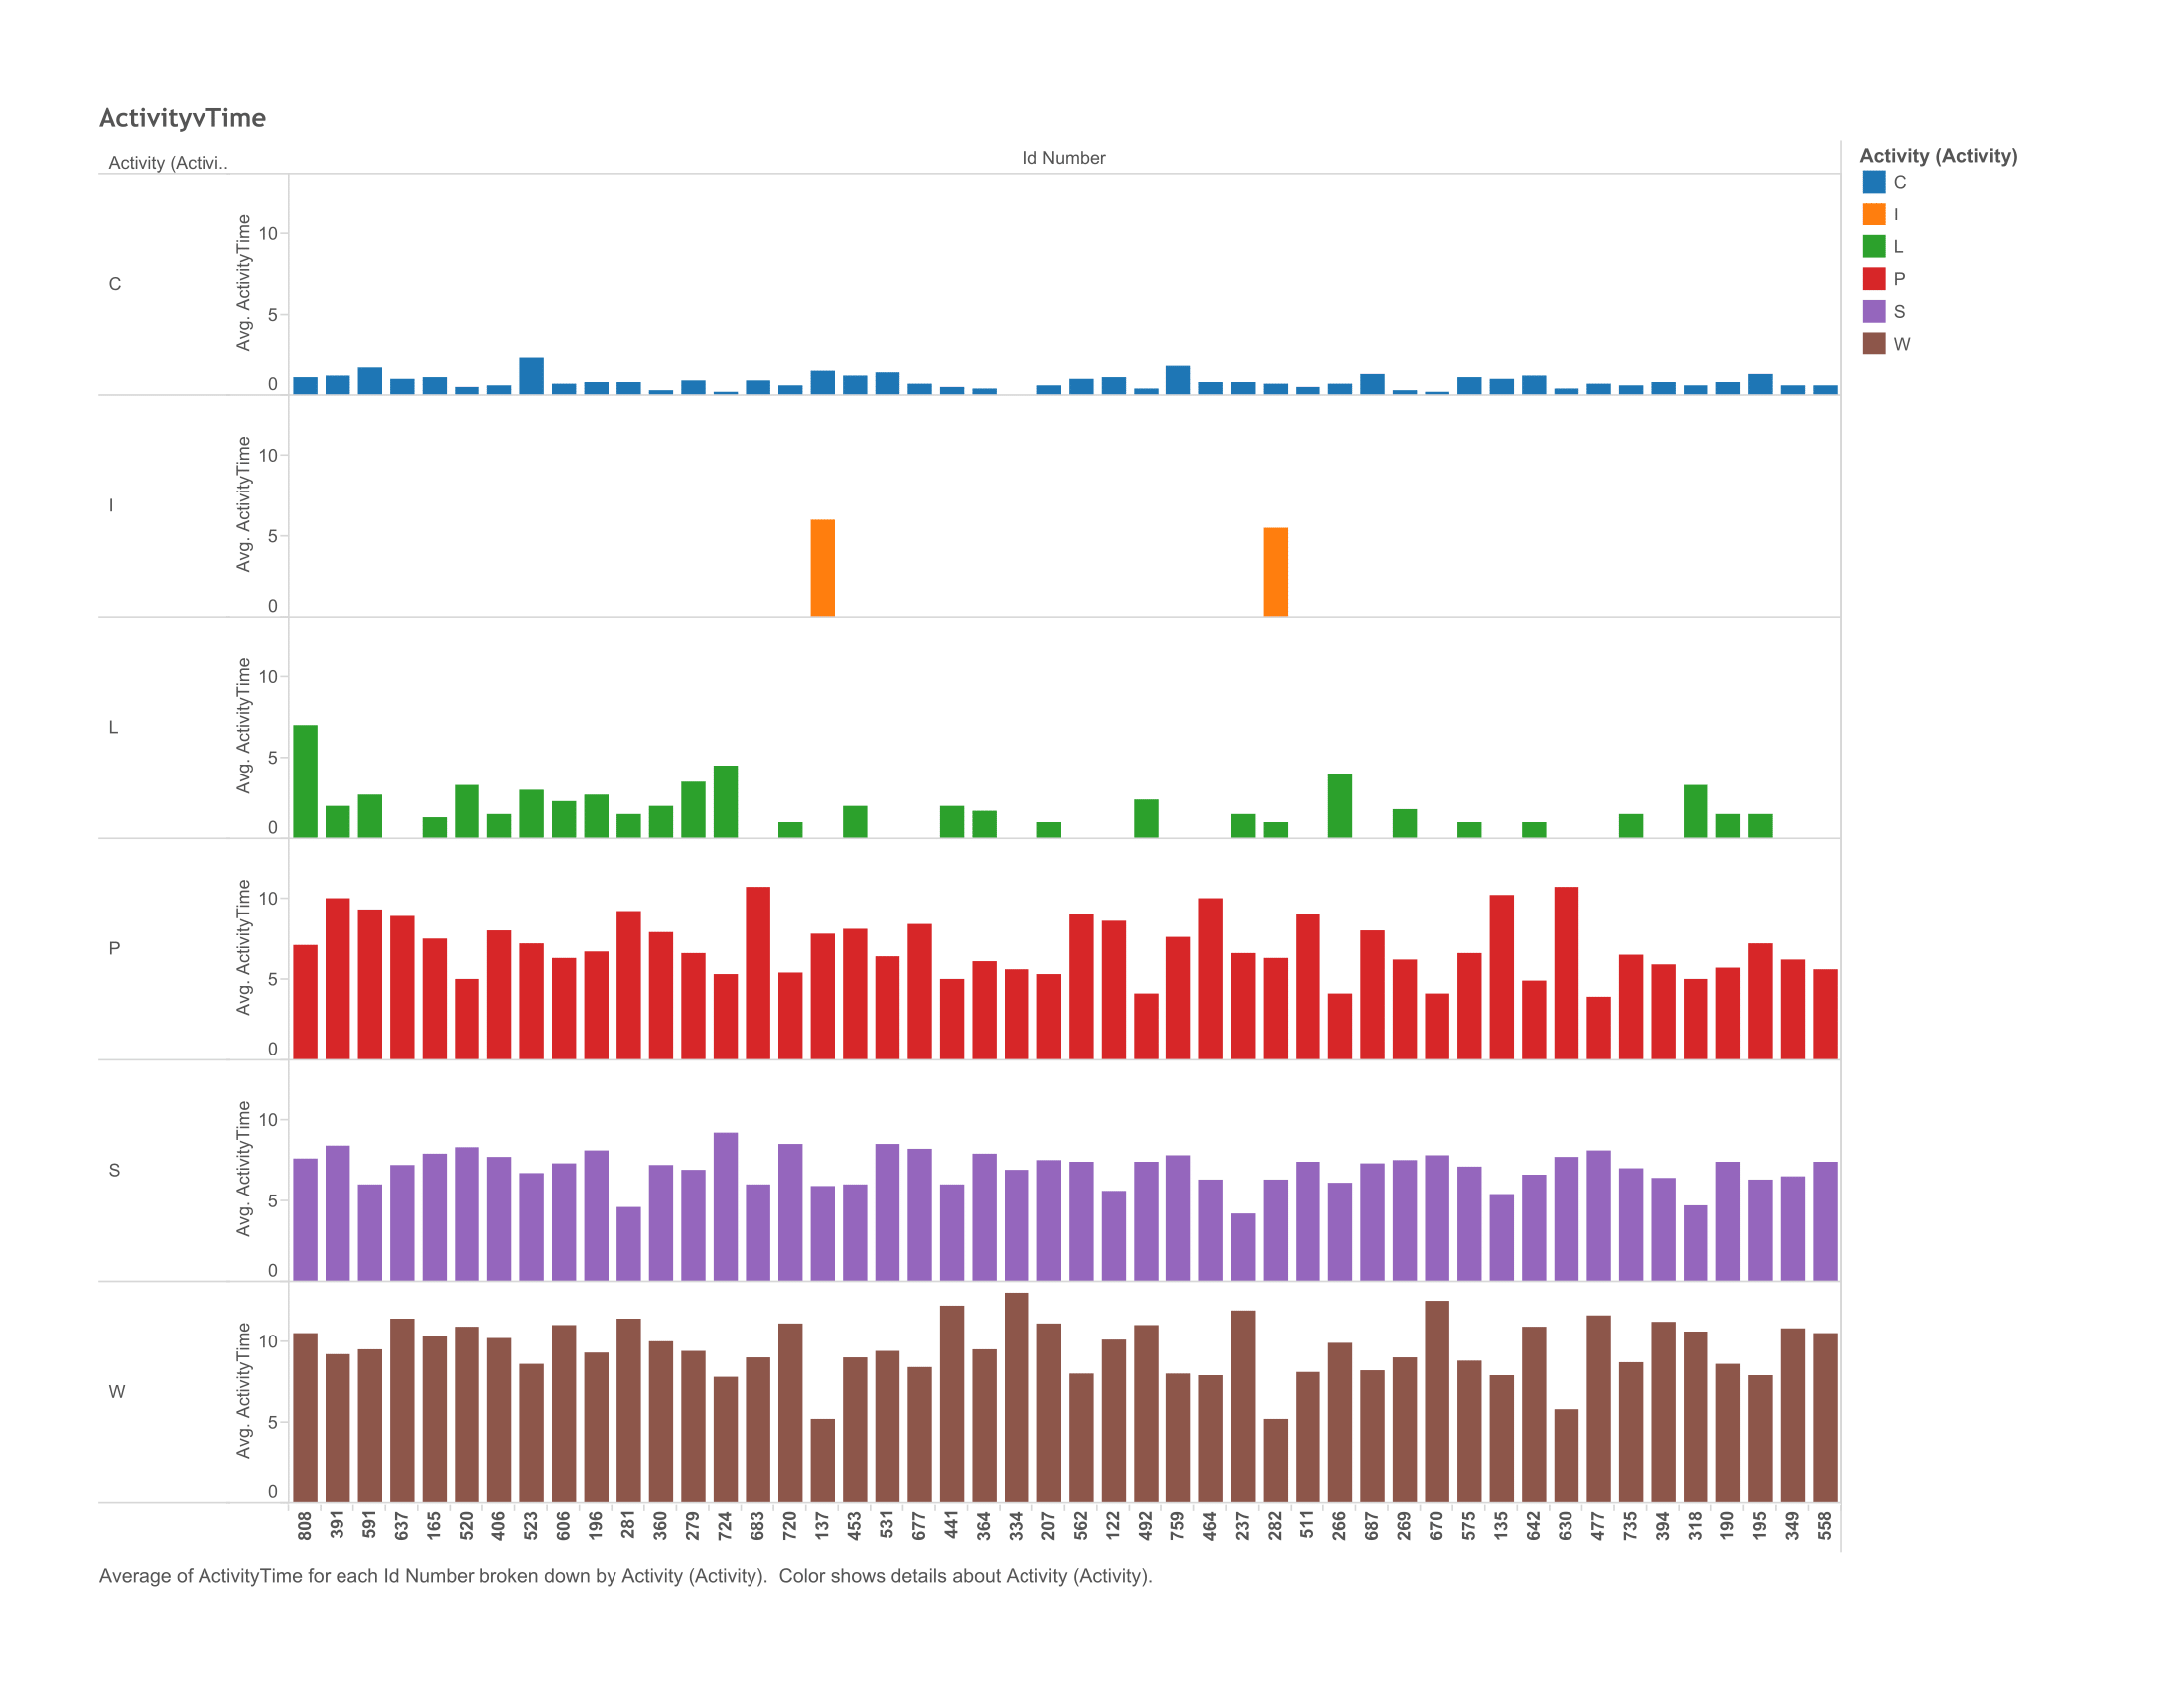 ActivityvTime
Activity (Activi..
Id Number
Activity (Activity)
C
I
L
P
S
W
C
Avg. ActivityTime
10
5
0
I
Avg. ActivityTime
10
5
0
L
Avg. ActivityTime
10
5
0
P
Avg. ActivityTime
10
5
0
S
Avg. ActivityTime
10
5
0
W
Avg. ActivityTime
10
5
0
808 391 591 637 165 520 406 523 606 196 281 360 279 724 683 720 137 453 531 677 441 364 334 207 562 122 492 759 464 237 282 511 266 687 269 670 575 135 642 630 477 735 394 318 190 195 349 558
Average of ActivityTime for each Id Number broken down by Activity (Activity).  Color shows details about Activity (Activity).